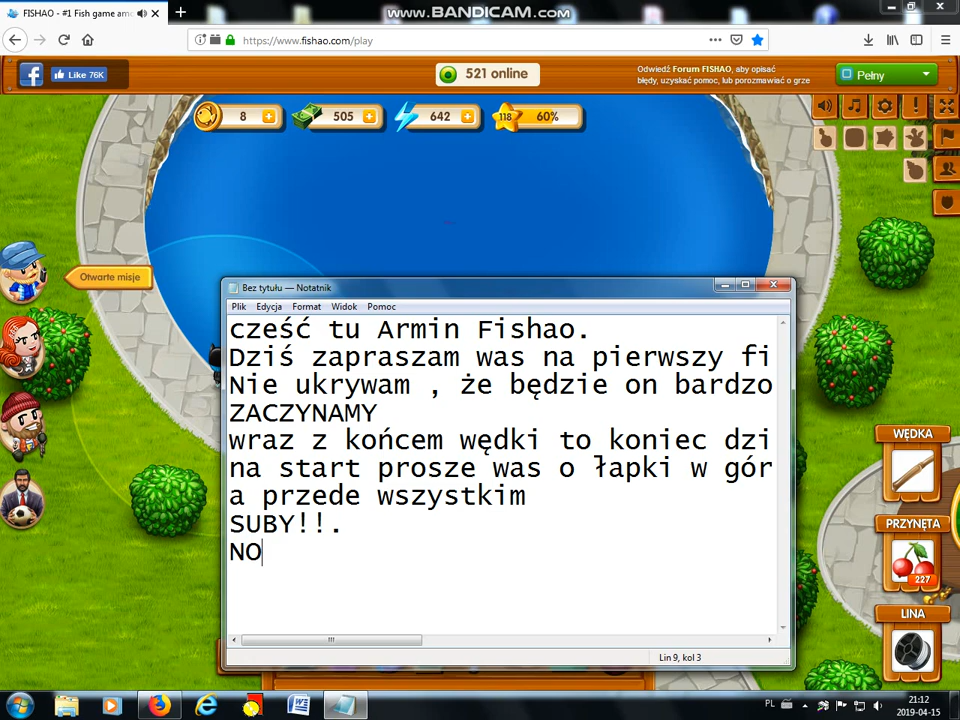 www.BANDICAM.com
FISHAO - #1 Fish game am
https://www.fishao.com/play
Like 76K
521 online
Odwiedź Forum FISHAO, aby opisać
błędy, uzyskać pomoc, lub porozmawiać o grze
Pełny
8
505
642
118
60%
Otwarte misje
Bez tytułu — Notatnik
Plik Edycja Format Widok Pomoc
cześć tu Armin Fishao.
Dziś zapraszam was na pierwszy fi
Nie ukrywam , że będzie on bardzo
ZACZYNAMY
wraz z końcem wędki to koniec dzi
na start prosze was o łapki w gór
a przede wszystkim
SUBY!!.
NO
Lin 9, kol 3
WĘDKA
PRZYNĘTA
227
LINA
PL
21:12
2019-04-15